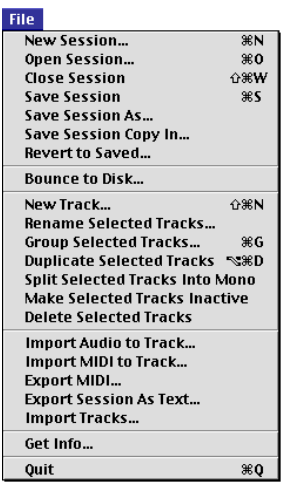 File
New Session... ⌘N
Open Session... ⌘O
Close Session ⇧⌘W
Save Session ⌘S
Save Session As...
Save Session Copy In...
Revert to Saved...
Bounce to Disk...
New Track... ⇧⌘N
Rename Selected Tracks...
Group Selected Tracks... ⌘G
Duplicate Selected Tracks ⌥⌘D
Split Selected Tracks Into Mono
Make Selected Tracks Inactive
Delete Selected Tracks
Import Audio to Track...
Import MIDI to Track...
Export MIDI...
Export Session As Text...
Import Tracks...
Get Info...
Quit ⌘Q